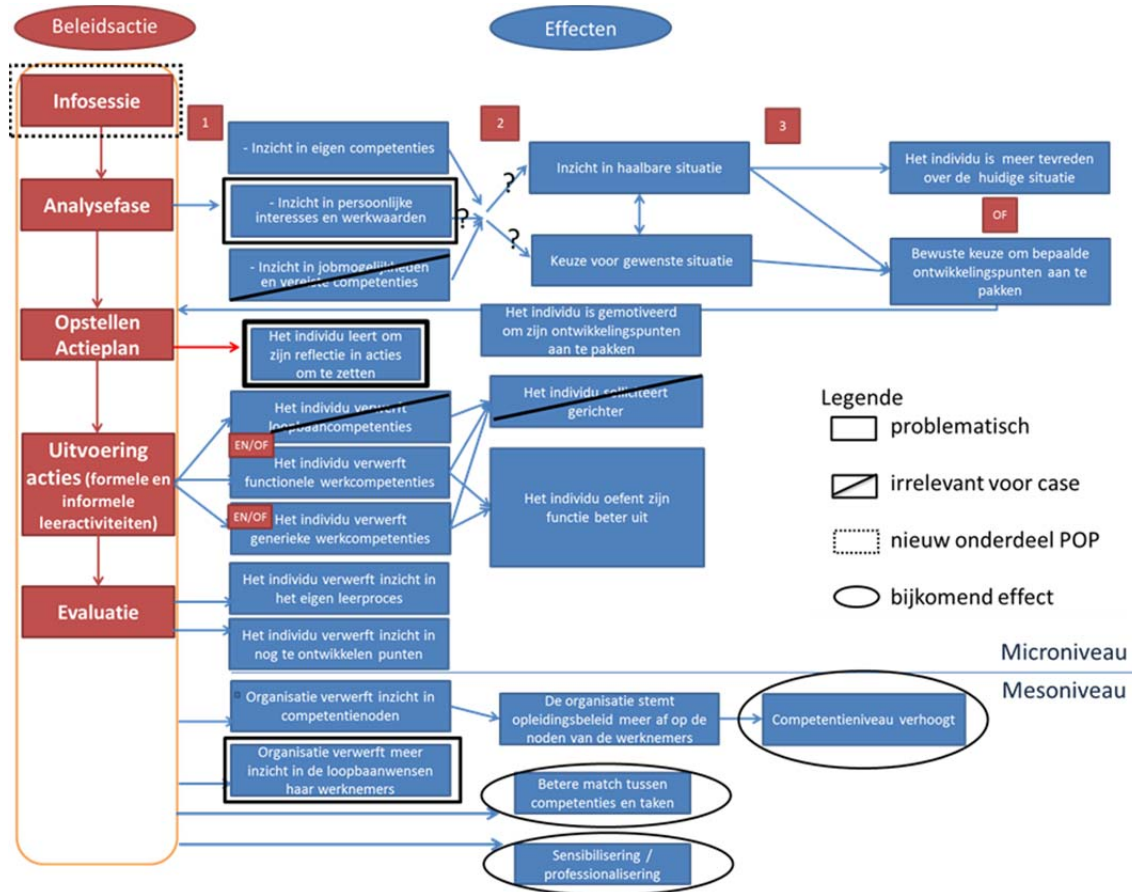 Beleidsactie
Effecten
Infosessie
1
2
3
- Inzicht in eigen competenties
Inzicht in haalbare situatie
Het individu is meer tevreden
over de huidige situatie
Analysefase
- Inzicht in persoonlijke
interesses en werkwaarden
?
?
?
OF
- Inzicht in jobmogelijkheden
en vereiste competenties
Keuze voor gewenste situatie
Bewuste keuze om bepaalde
ontwikkelingspunten aan te
pakken
Opstellen
Actieplan
Het individu is gemotiveerd
om zijn ontwikkelingspunten
aan te pakken
Het individu leert om
zijn reflectie in acties
om te zetten
Het individu verwerft
loopbaancompetenties
Het individu solliciteert
gerichter
Uitvoering
acties (formele en
informele
leeractiviteiten)
EN/OF
Het individu verwerft
functionele werkcompetenties
EN/OF
Het individu verwerft
generieke werkcompetenties
Het individu oefent zijn
functie beter uit
Legende
problematisch
irrelevant voor case
nieuw onderdeel POP
bijkomend effect
Evaluatie
Het individu verwerft inzicht in
het eigen leerproces
Het individu verwerft inzicht in
nog te ontwikkelen punten
Microniveau
Mesoniveau
Organisatie verwerft inzicht in
competentienoden
De organisatie stemt
opleidingsbeleid meer af op de
noden van de werknemers
Competentieniveau verhoogt
Organisatie verwerft meer
inzicht in de loopbaanwensen
haar werknemers
Betere match tussen
competenties en taken
Sensibilisering /
professionalisering